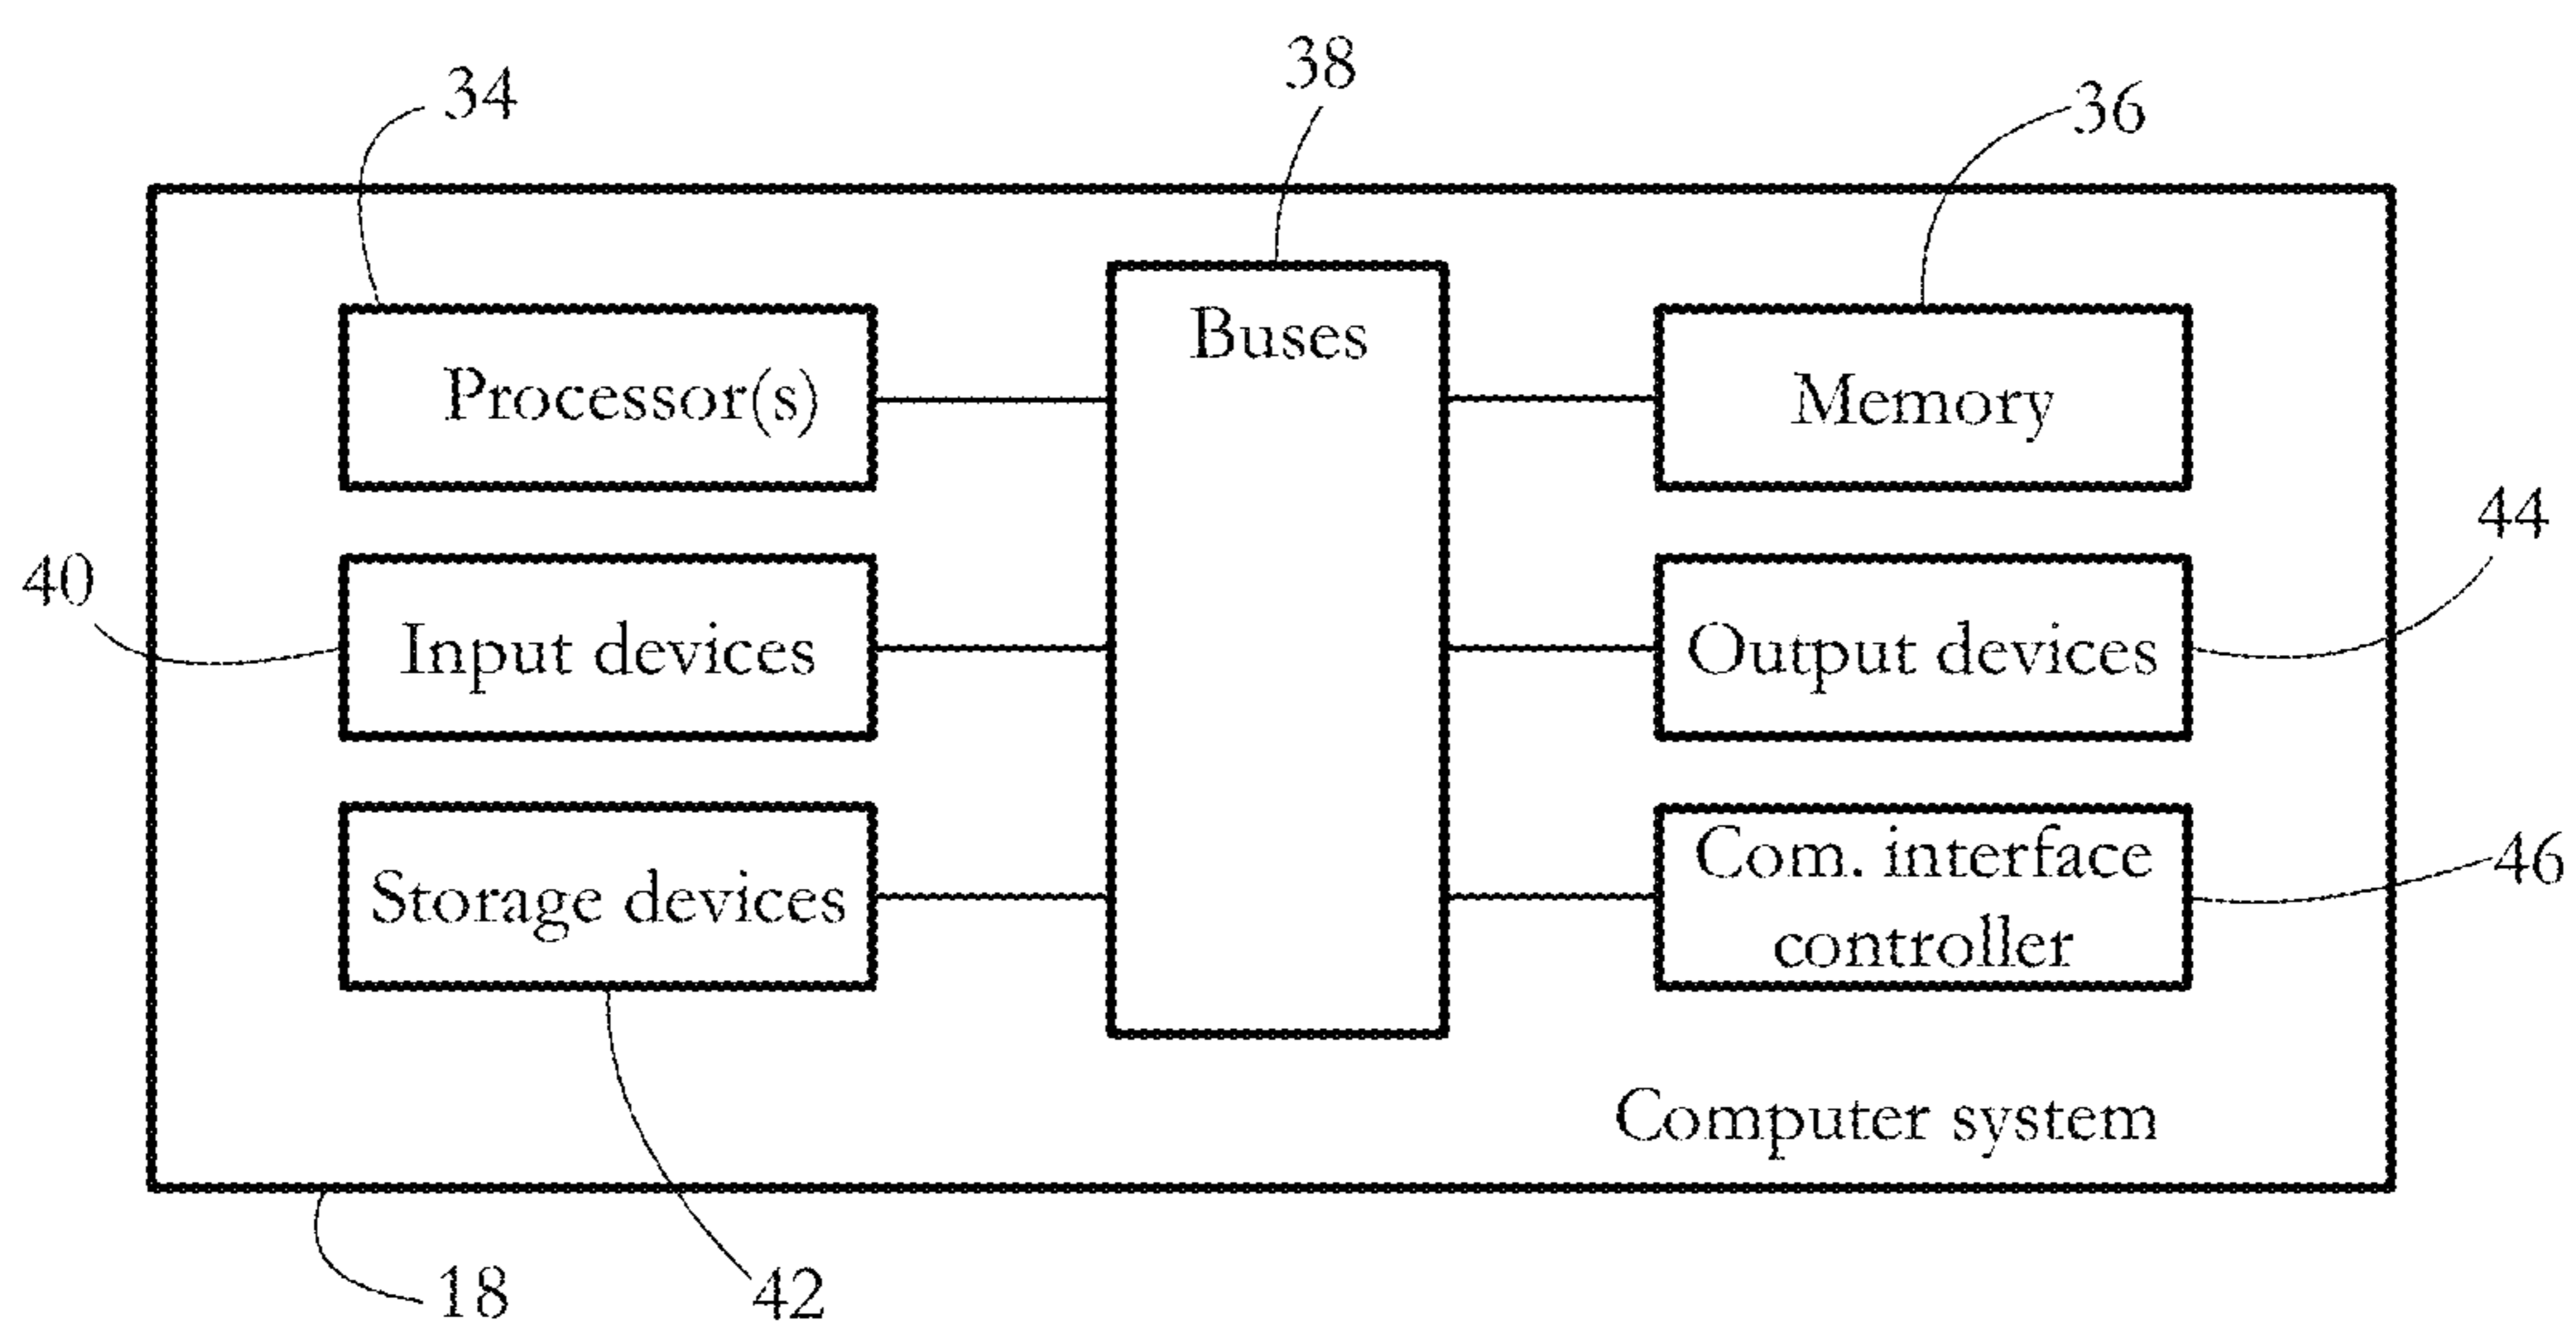 38
34
36
Buses
Processor(s)
Memory
44
40
Input devices
Output devices
Com. interface
controller
46
Storage devices
Computer system
18
42